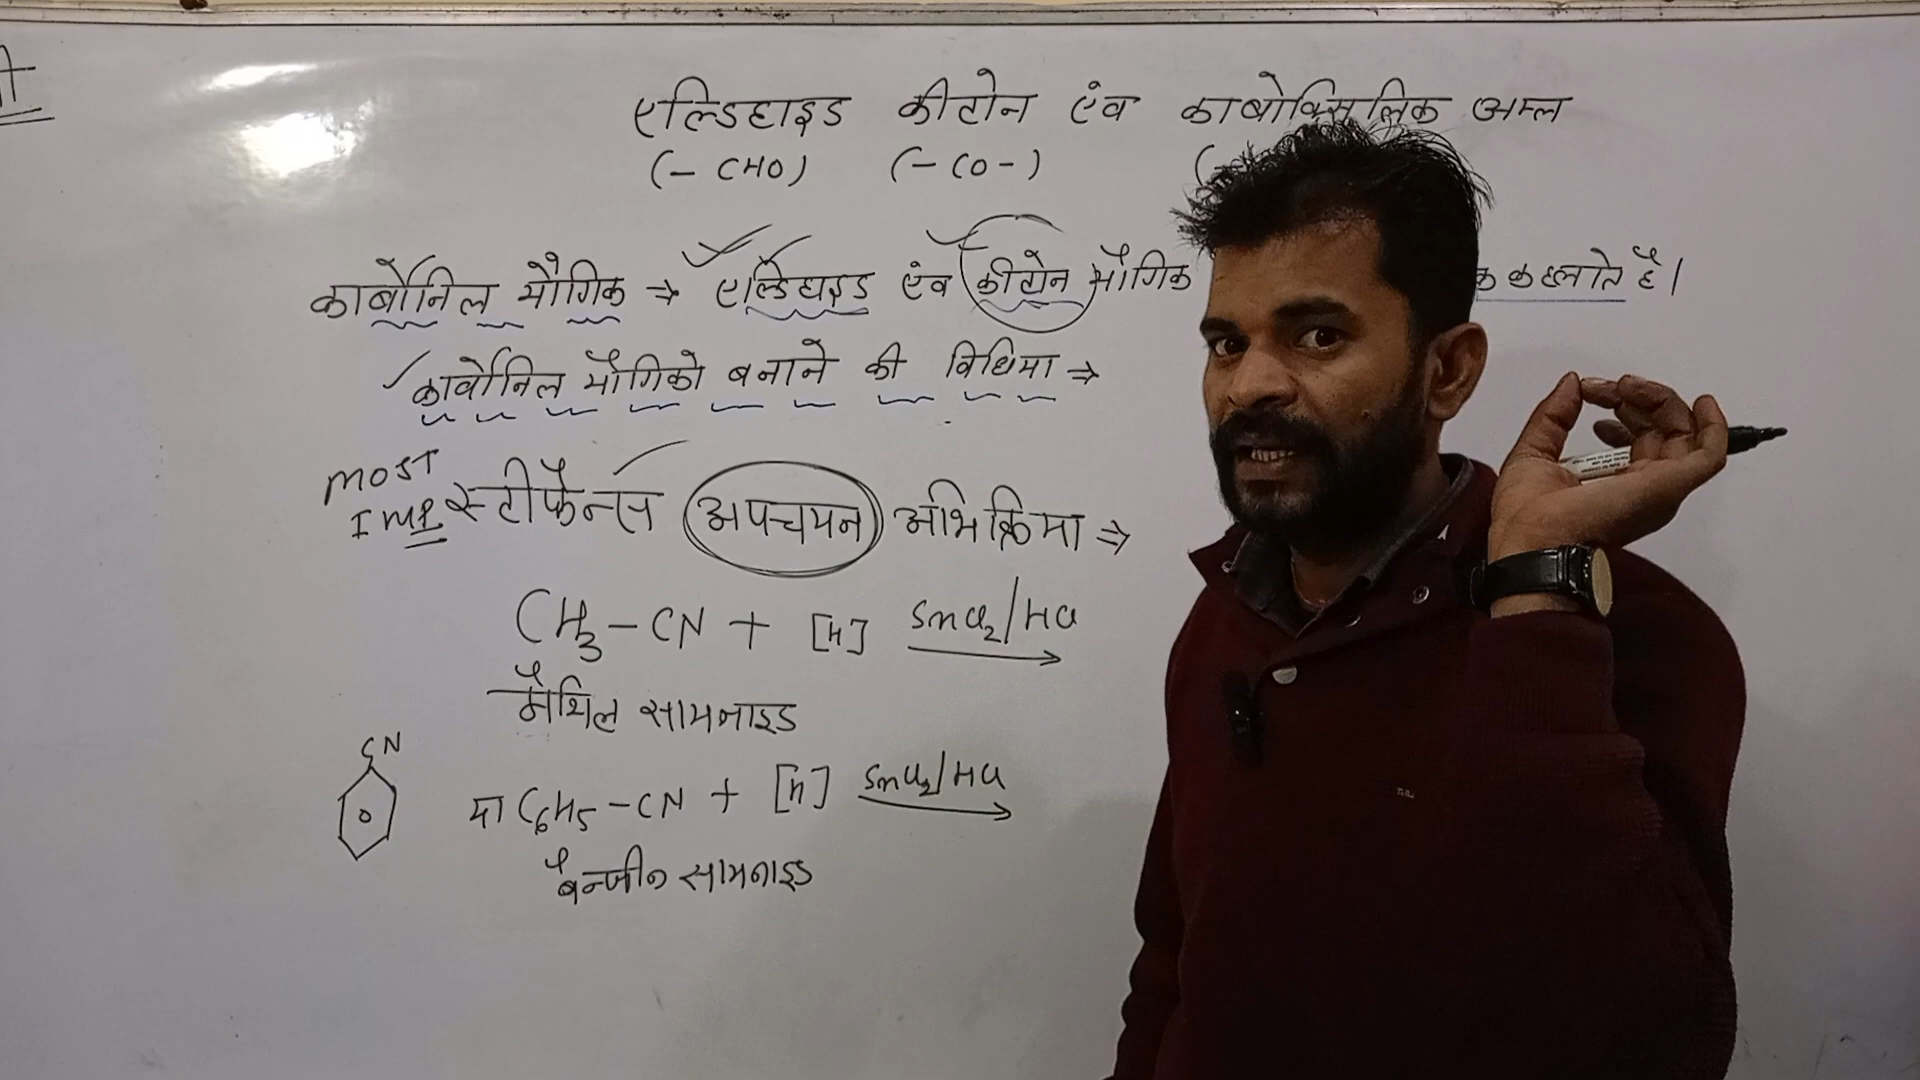 एल्डिहाइड कीटोन एंव कार्बोक्सिलिक अम्ल
(- CHO) (- CO -) (-
कार्बोनिल यौगिक ⇒ एल्डिहाइड एंव कीटोन यौगिक क कहलाते है।
कार्बोनिल यौगिको बनाने की विधिया ⇒
MOST
IMP स्टीफैन्स अपचयन अभिक्रिया ⇒
CH₃ – CN + [H] SnCl₂/HCl
मैथिल सायनाइड
CN
या C₆H₅ – CN + [H] SnCl₂/HCl
बैन्जीन सायनाइड